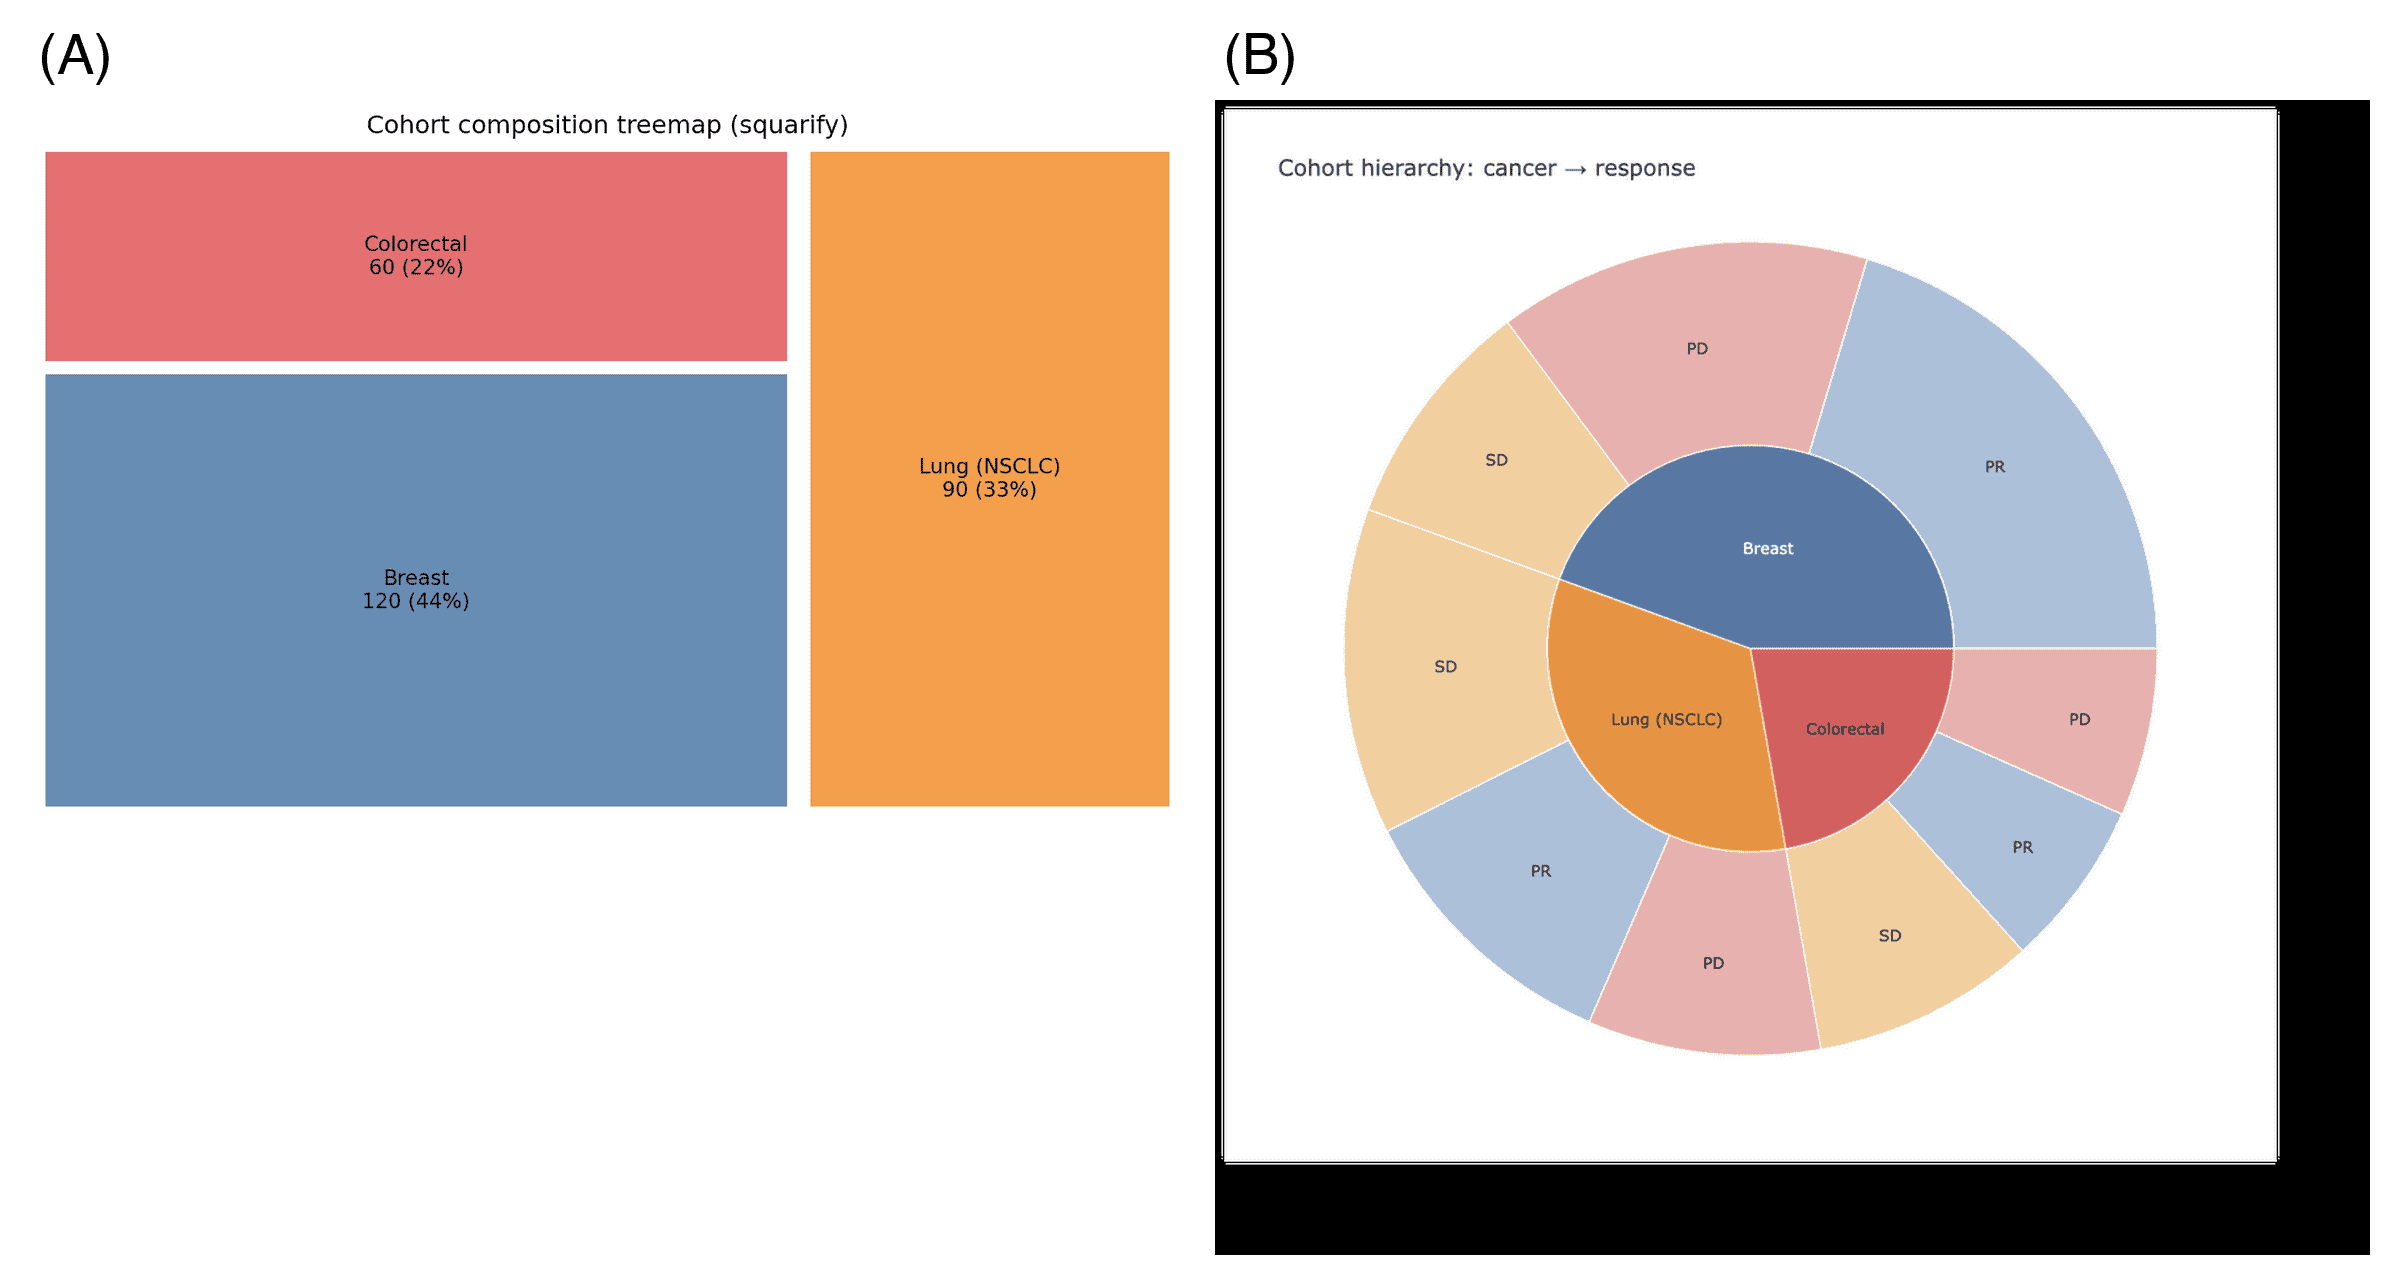 (A)
Cohort composition treemap (squarify)
Colorectal
60 (22%)
Lung (NSCLC)
90 (33%)
Breast
120 (44%)
(B)
Cohort hierarchy: cancer → response
PD
PR
SD
Breast
SD
Lung (NSCLC)
Colorectal
PD
PR
PR
SD
PD